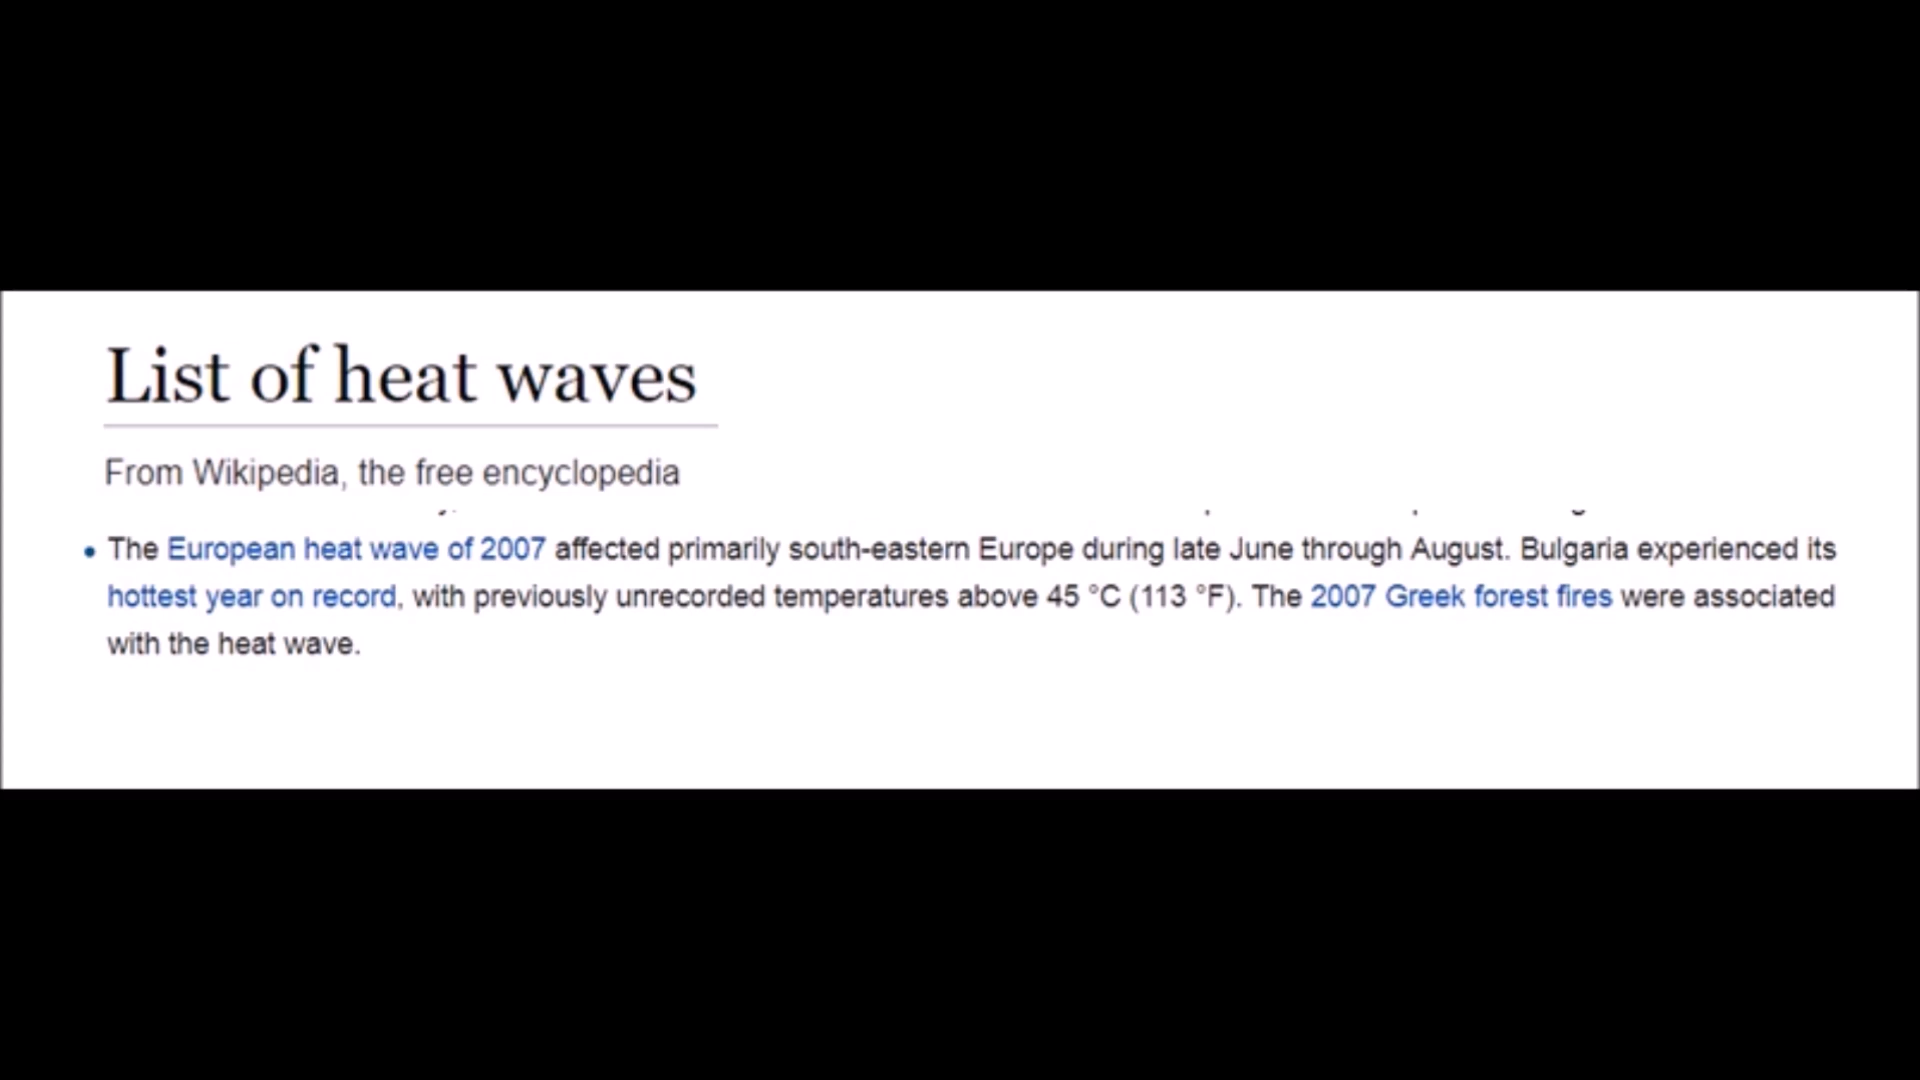 List of heat waves
From Wikipedia, the free encyclopedia
• The European heat wave of 2007 affected primarily south-eastern Europe during late June through August. Bulgaria experienced its
hottest year on record, with previously unrecorded temperatures above 45 °C (113 °F). The 2007 Greek forest fires were associated
with the heat wave.